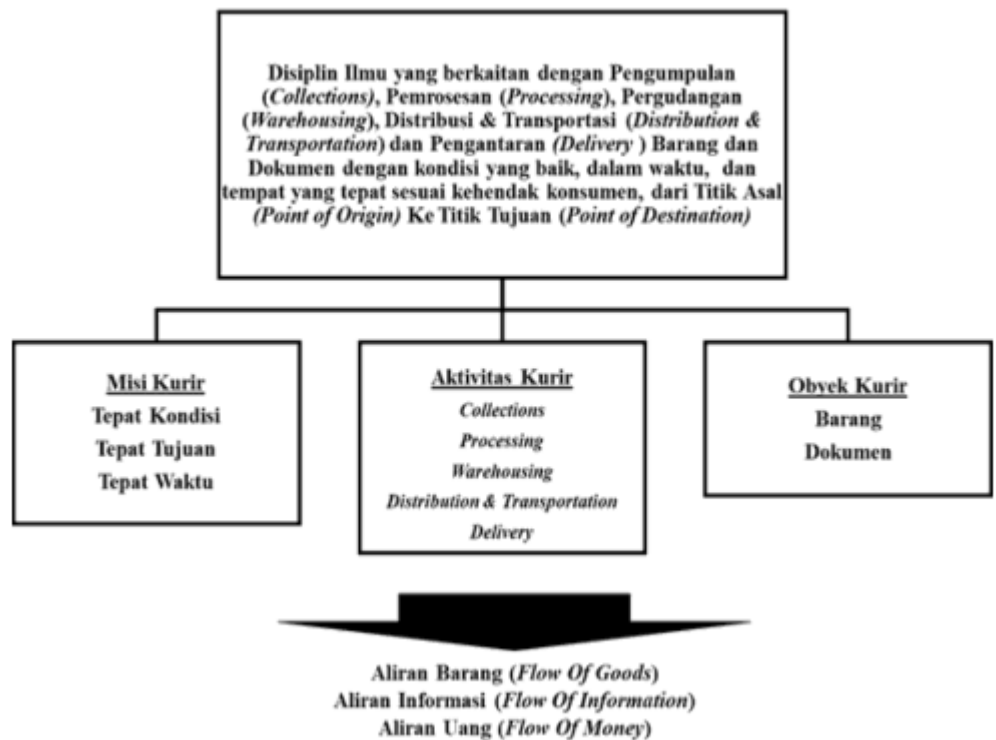 Disiplin Ilmu yang berkaitan dengan Pengumpulan
(Collections), Pemrosesan (Processing), Pergudangan
(Warehousing), Distribusi & Transportasi (Distribution &
Transportation) dan Pengantaran (Delivery ) Barang dan
Dokumen dengan kondisi yang baik, dalam waktu, dan
tempat yang tepat sesuai kehendak konsumen, dari Titik Asal
(Point of Origin) Ke Titik Tujuan (Point of Destination)
Misi Kurir
Tepat Kondisi
Tepat Tujuan
Tepat Waktu
Aktivitas Kurir
Collections
Processing
Warehousing
Distribution & Transportation
Delivery
Obyek Kurir
Barang
Dokumen
Aliran Barang (Flow Of Goods)
Aliran Informasi (Flow Of Information)
Aliran Uang (Flow Of Money)